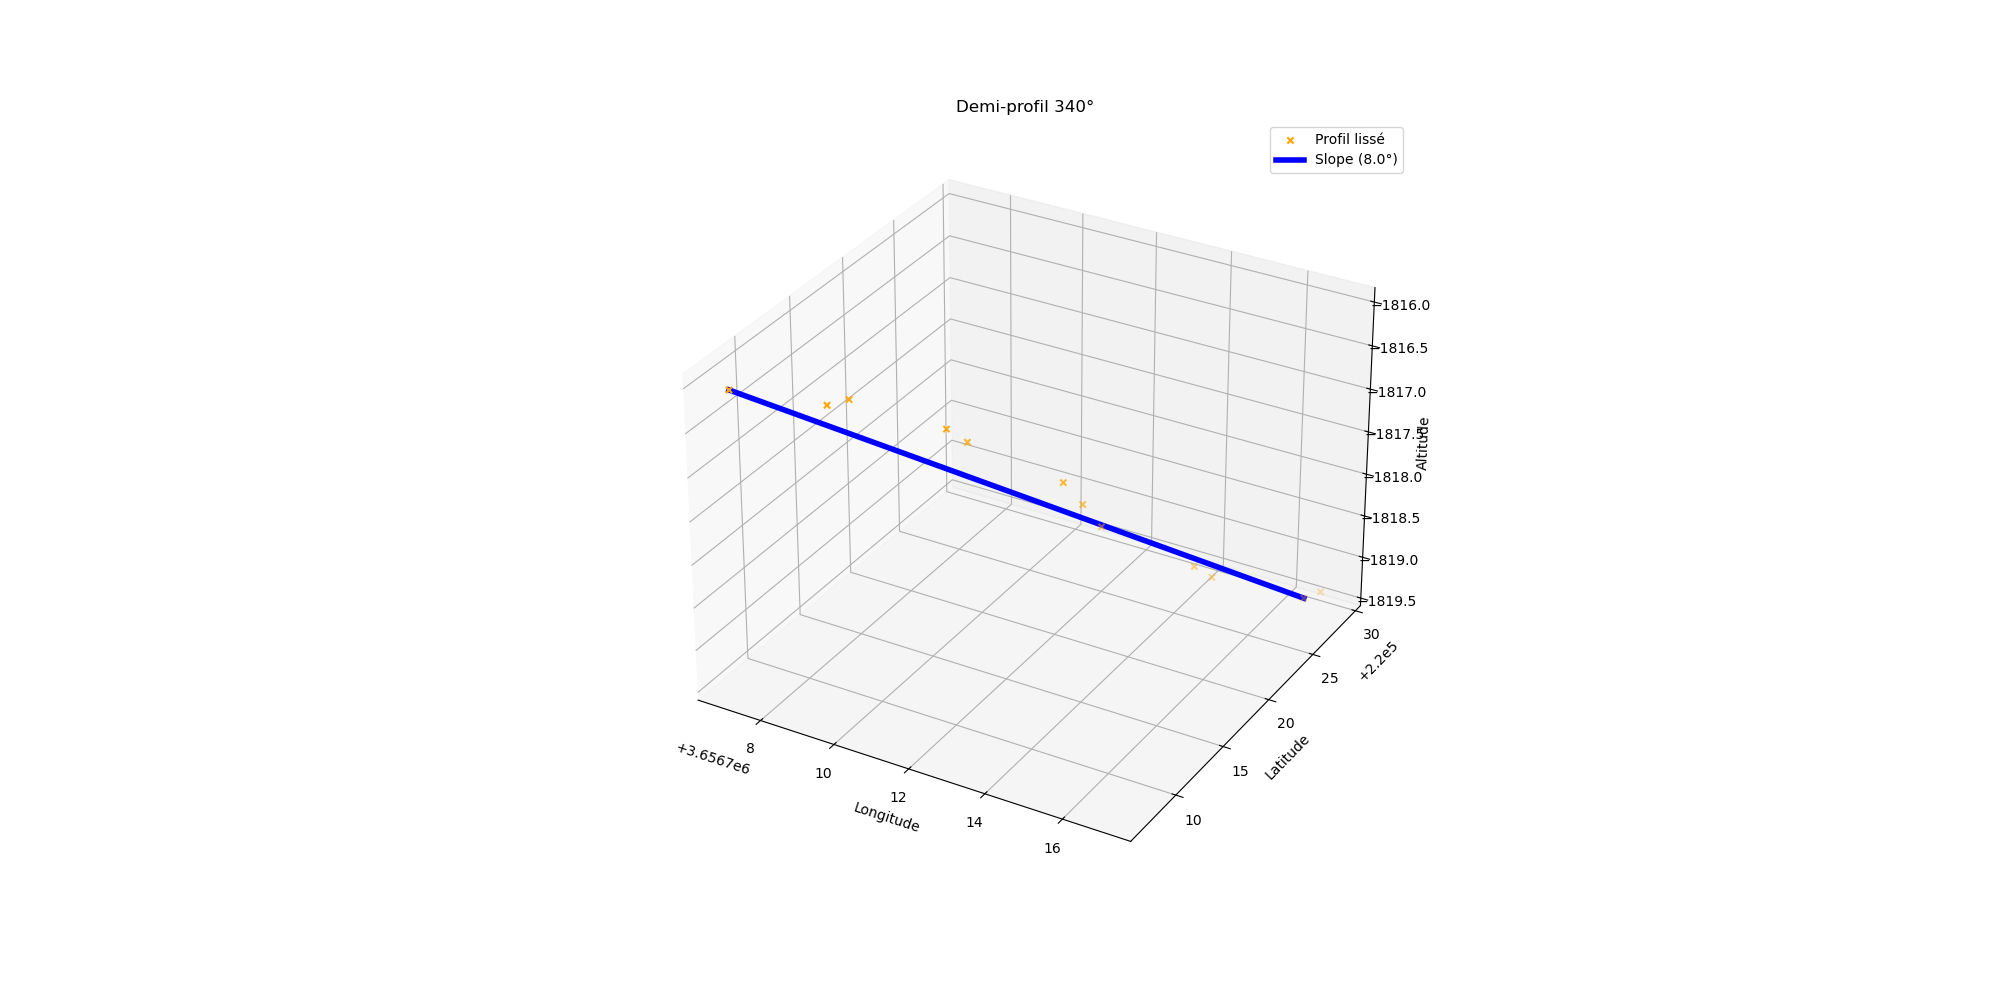 Demi-profil 340°
Profil lissé
Slope (8.0°)
−1816.0
−1816.5
−1817.0
−1817.5
−1818.0
−1818.5
−1819.0
−1819.5
Altitude
30
25
20
15
10
+2.2e5
Latitude
8
10
12
14
16
+3.6567e6
Longitude